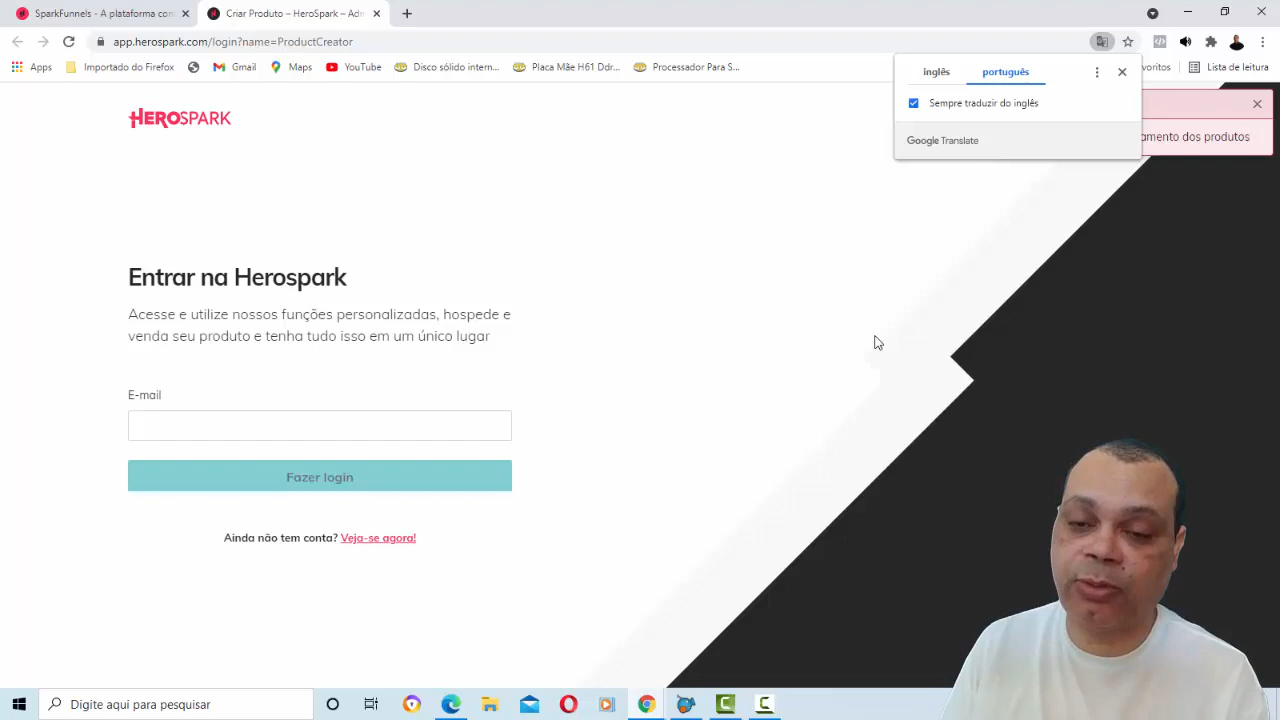 SparkFunnels - A plataforma con
Criar Produto – HeroSpark – Adn
app.herospark.com/login?name=ProductCreator
Apps
Importado do Firefox
Gmail
Maps
YouTube
Disco sólido intern...
Placa Mãe H61 Ddr...
Processador Para S...
voritos
Lista de leitura
inglês
português
Sempre traduzir do inglês
Google Translate
amento dos produtos
HEROSPARK
Entrar na Herospark
Acesse e utilize nossos funções personalizadas, hospede e
venda seu produto e tenha tudo isso em um único lugar
E-mail
Fazer login
Ainda não tem conta? Veja-se agora!
Digite aqui para pesquisar